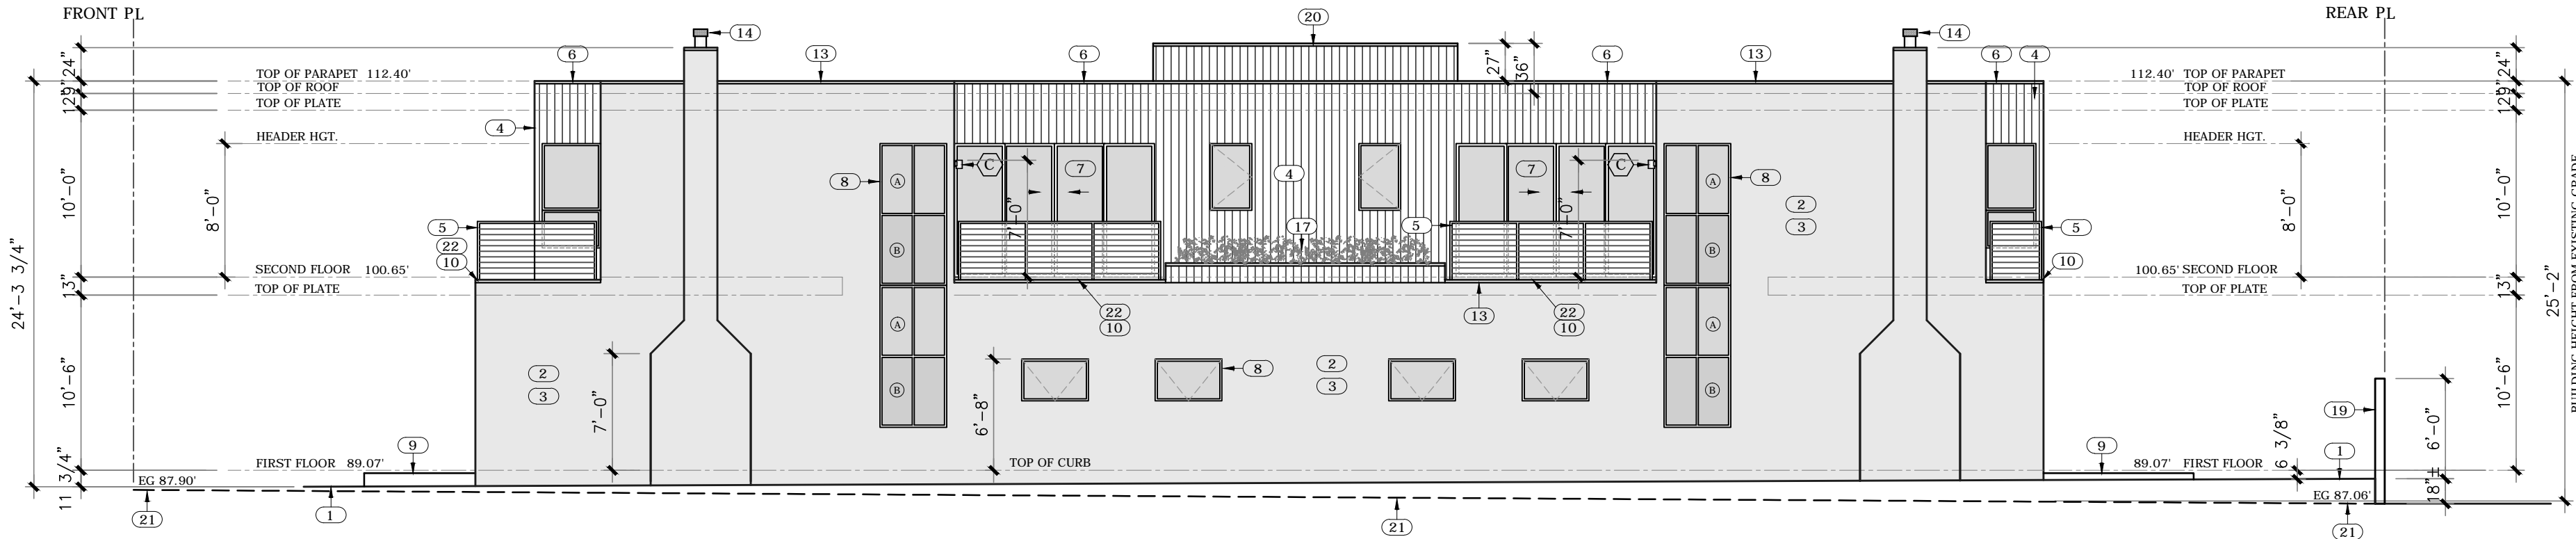 FRONT PL
REAR PL
20
14
14
6
13
6
6
13
6
4
24"
27"
36"
24"
TOP OF PARAPET 112.40'
112.40' TOP OF PARAPET
TOP OF ROOF
TOP OF ROOF
129"
129"
TOP OF PLATE
TOP OF PLATE
4
HEADER HGT.
HEADER HGT.
C
7
7
C
4
8
A
A
8
10'-0"
8'-0"
7'-0"
7'-0"
8'-0"
10'-0"
2
3
5
22
10
17
5
5
B
B
10
SECOND FLOOR 100.65'
100.65' SECOND FLOOR
13"
TOP OF PLATE
TOP OF PLATE
13"
24'-3 3/4"
25'-2"
BUILDING HEIGHT FROM EXISTING GRADE
22
10
13
22
10
A
A
2
3
8
2
3
B
B
10'-6"
7'-0"
6'-8"
10'-6"
19
6'-0"
9
9
1
FIRST FLOOR 89.07'
TOP OF CURB
89.07' FIRST FLOOR
11 3/4"
6 3/8"
18"±
EG 87.90'
EG 87.06'
21
1
21
21